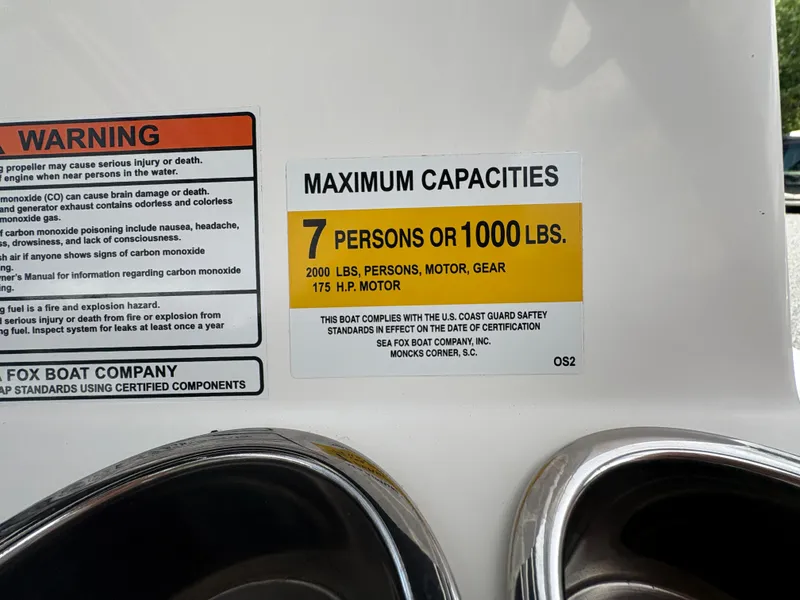 WARNING
propeller may cause serious injury or death.
engine when near persons in the water.
monoxide (CO) can cause brain damage or death.
and generator exhaust contains odorless and colorless
monoxide gas.
of carbon monoxide poisoning include nausea, headache,
drowsiness, and lack of consciousness.
air if anyone shows signs of carbon monoxide
Manual for information regarding carbon monoxide
fuel is a fire and explosion hazard.
serious injury or death from fire or explosion from
fuel. Inspect system for leaks at least once a year
FOX BOAT COMPANY
STANDARDS USING CERTIFIED COMPONENTS
MAXIMUM CAPACITIES
7 PERSONS OR 1000 LBS.
2000 LBS, PERSONS, MOTOR, GEAR
175 H.P. MOTOR
THIS BOAT COMPLIES WITH THE U.S. COAST GUARD SAFTEY
STANDARDS IN EFFECT ON THE DATE OF CERTIFICATION
SEA FOX BOAT COMPANY, INC.
MONCKS CORNER, S.C.
OS2